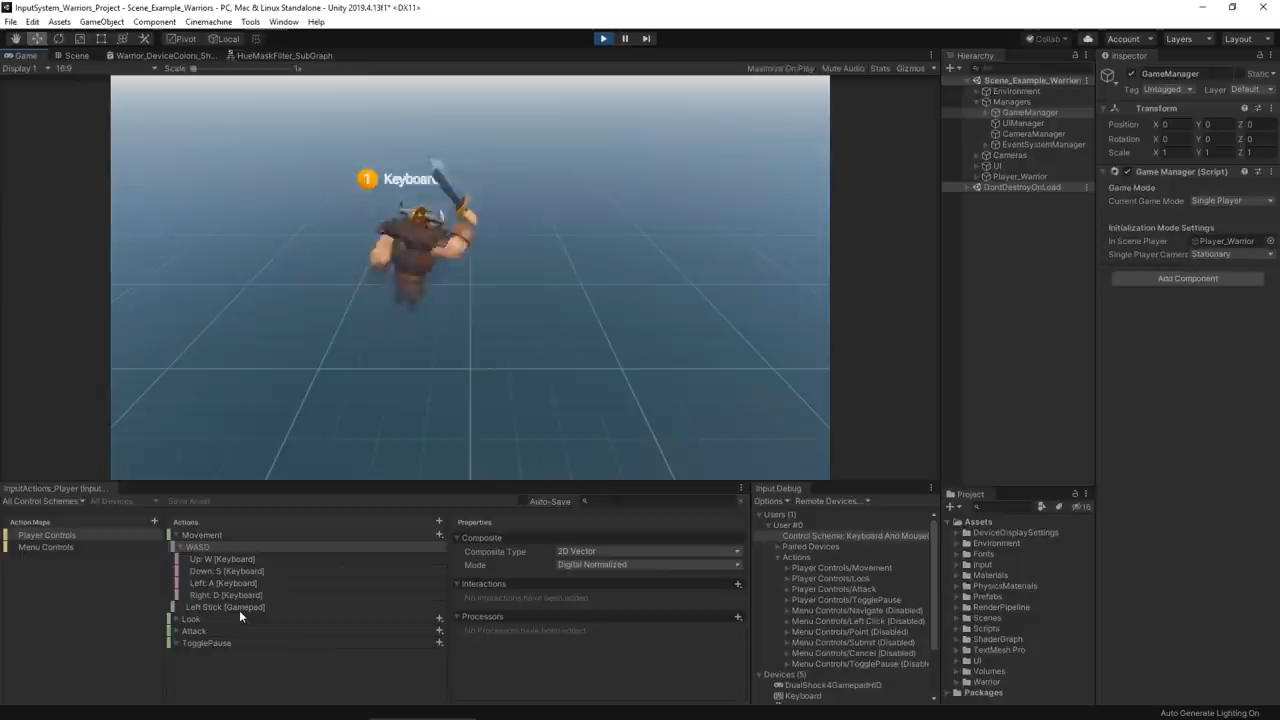 InputSystem_Warriors_Project - Scene_Example_Warriors - PC, Mac & Linux Standalone - Unity 2019.4.13f1* <DX11>
File Edit Assets GameObject Component Cinemachine Tools Window Help
Pivot Local Collab Account Layers Layout
Game Scene Warrior_DeviceColors_Sh... HueMaskFilter_SubGraph
Display 1 16:9 Scale 1x Maximize On Play Mute Audio Stats Gizmos
1 Keyboard
Hierarchy
All
Scene_Example_Warrior
Environment
Managers
GameManager
UIManager
CameraManager
EventSystemManager
Cameras
UI
Player_Warrior
DontDestroyOnLoad
Inspector
GameManager Static
Tag Untagged Layer Default
Transform
Position X 0 Y 0 Z 0
Rotation X 0 Y 0 Z 0
Scale X 1 Y 1 Z 1
Game Manager (Script)
Game Mode
Current Game Mode Single Player
Initialization Mode Settings
In Scene Player Player_Warrior
Single Player Camera Stationary
Add Component
InputActions_Player (Input...
All Control Schemes All Devices Save Asset Auto-Save
Action Maps
Player Controls
Menu Controls
Actions
Movement
WASD
Up: W [Keyboard]
Down: S [Keyboard]
Left: A [Keyboard]
Right: D [Keyboard]
Left Stick [Gamepad]
Look
Attack
TogglePause
Properties
Composite
Composite Type 2D Vector
Mode Digital Normalized
Interactions
No Interactions have been added.
Processors
No Processors have been added.
Input Debug
Options Remote Devices...
Users (1)
User #0
Control Scheme: Keyboard And Mouse
Paired Devices
Actions
Player Controls/Movement
Player Controls/Look
Player Controls/Attack
Player Controls/TogglePause
Menu Controls/Navigate (Disabled)
Menu Controls/Left Click (Disabled)
Menu Controls/Point (Disabled)
Menu Controls/Submit (Disabled)
Menu Controls/Cancel (Disabled)
Menu Controls/TogglePause (Disabl
Devices (5)
DualShock4GamepadHID
Keyboard
Project
16
Assets
DeviceDisplaySettings
Environment
Fonts
Input
Materials
PhysicsMaterials
Prefabs
RenderPipeline
Scenes
Scripts
ShaderGraph
TextMesh Pro
UI
Volumes
Warrior
Packages
Auto Generate Lighting On